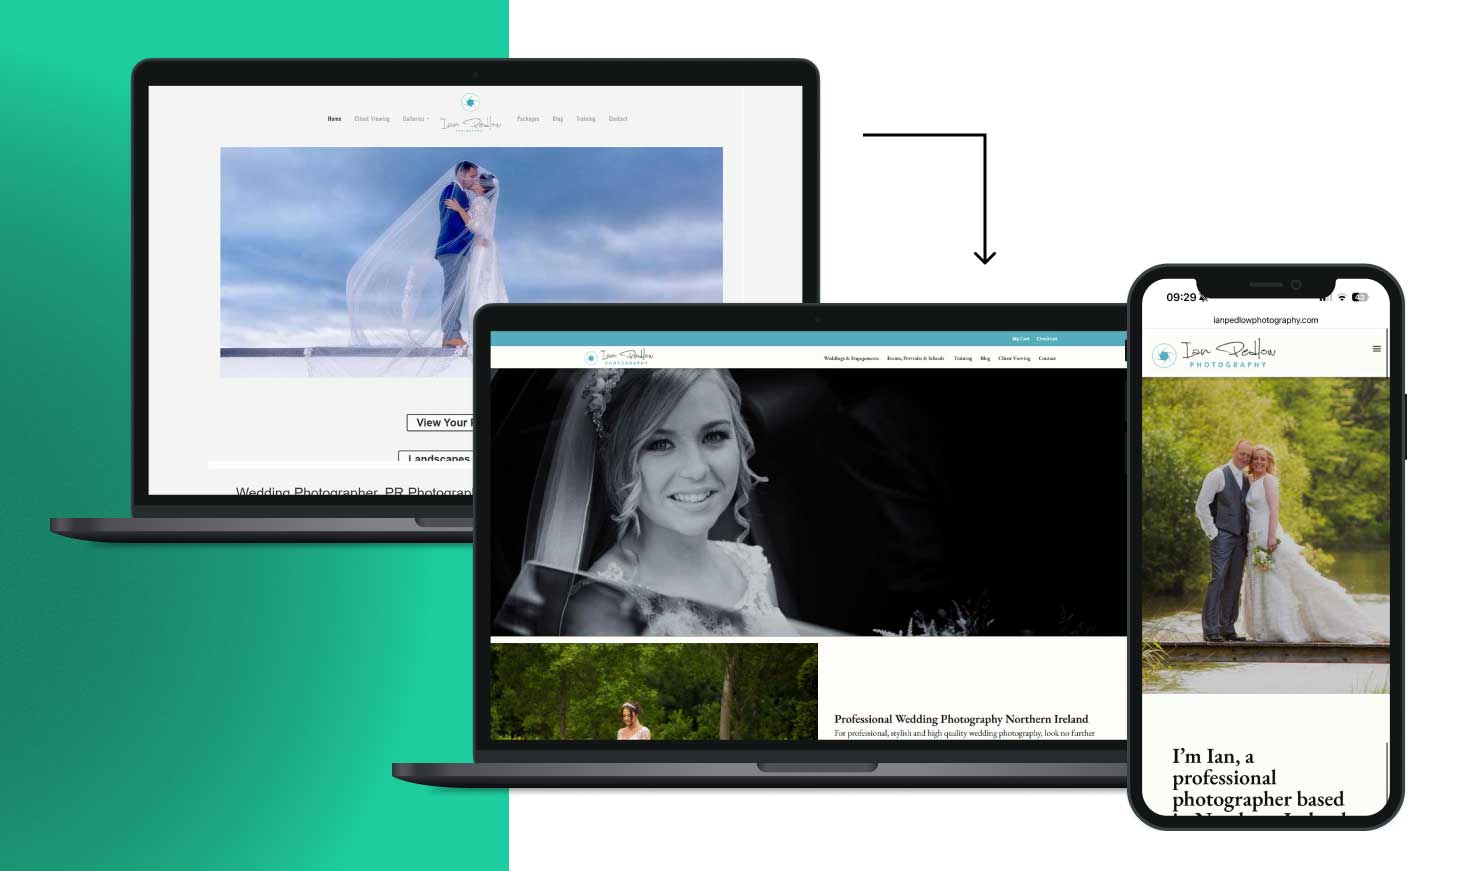 Home Client Viewing Galleries Ian Pedlow Packages Blog Training Contact
PHOTOGRAPHY
View Your
Landscapes
Wedding Photographer, PR
My Cart Checkout
Ian Pedlow Weddings & Engagements Events, Portraits & Schools Training Blog Client Viewing Contact
PHOTOGRAPHY
Professional Wedding Photography Northern Ireland
For professional, stylish and high quality wedding photography, look no further
09:29
ianpedlowphotography.com
Ian Pedlow
PHOTOGRAPHY
I’m Ian, a
professional
photographer based